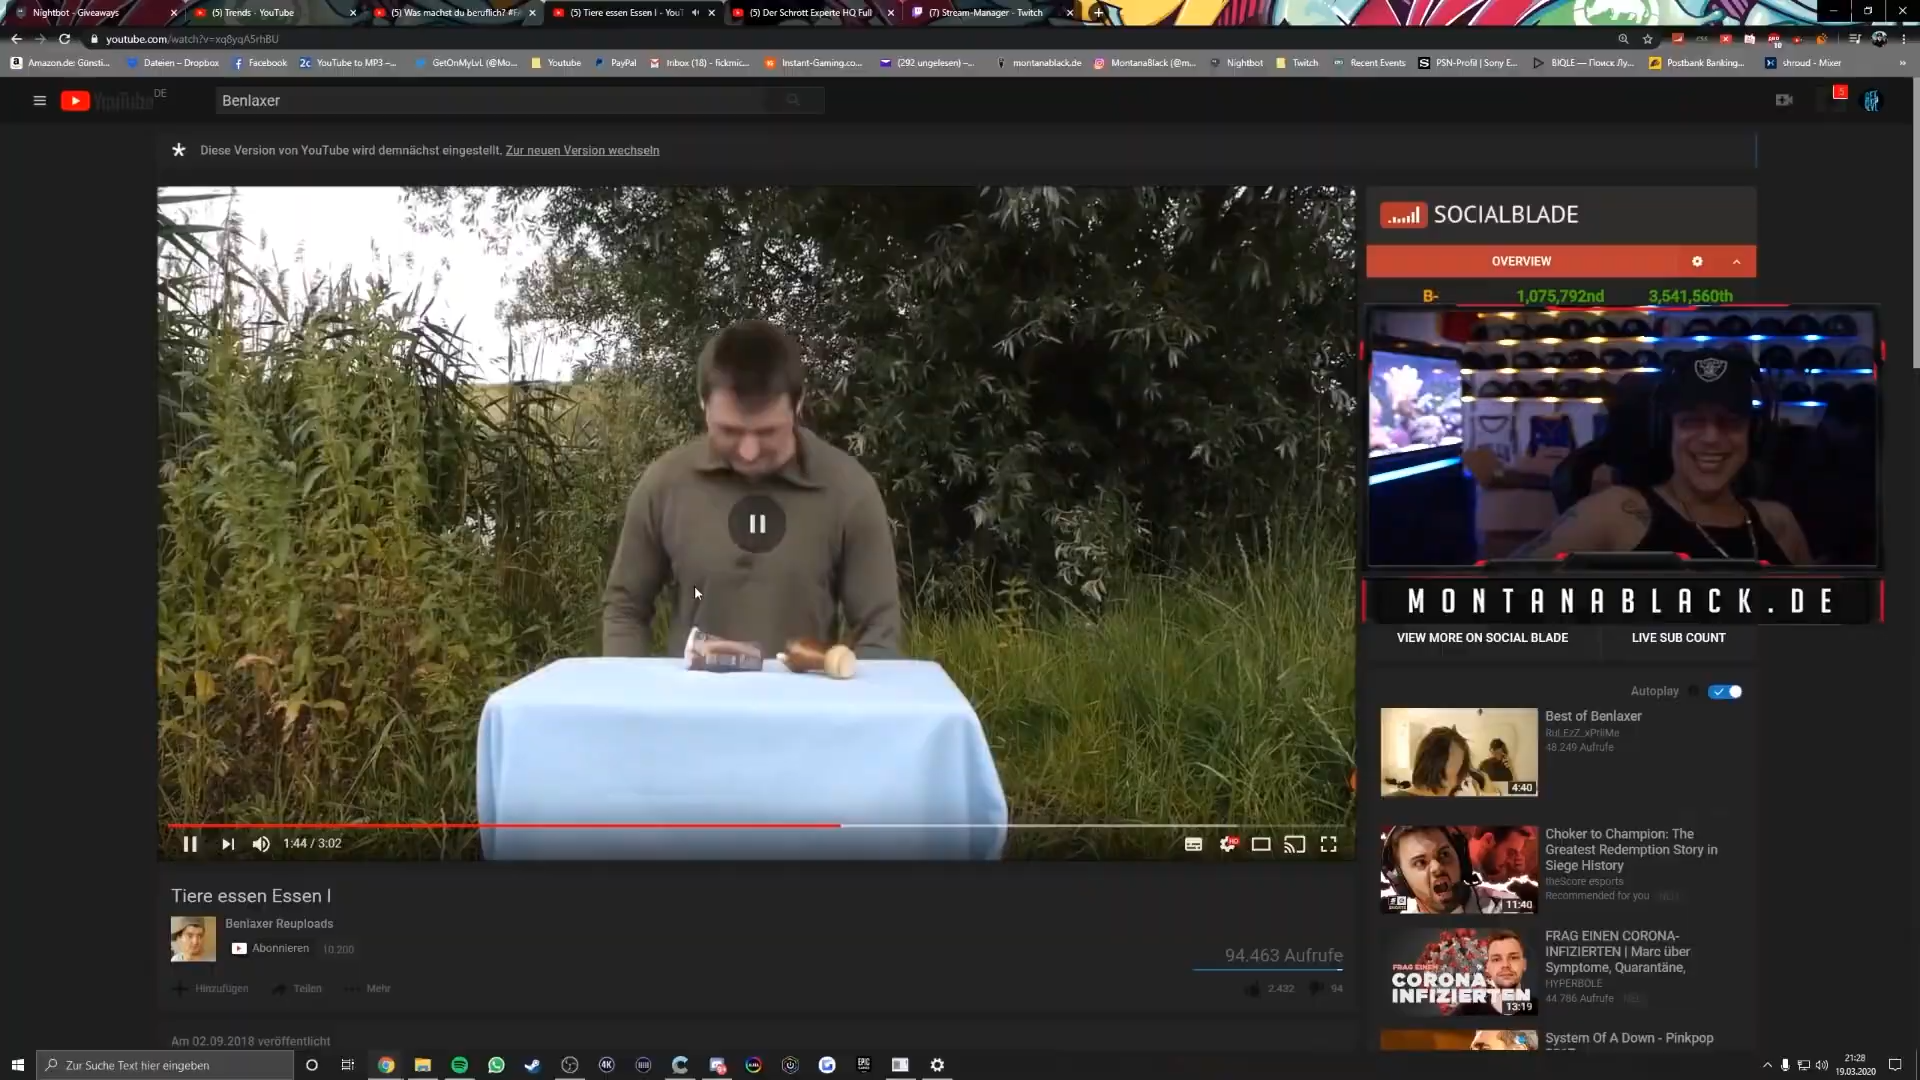 Nightbot - Giveaways
(5) Trends - YouTube
(5) Was machst du beruflich? #F
(5) Tiere essen Essen I - YouT
(5) Der Schrott Experte HQ Full
(7) Stream-Manager - Twitch
youtube.com/watch?v=xq8yqA5rhBU
Amazon.de: Günsti...
Dateien – Dropbox
Facebook
YouTube to MP3 –...
GetOnMyLvL (@Mo...
Youtube
PayPal
Inbox (18) - fickmic...
Instant-Gaming.co...
(292 ungelesen) –...
montanablack.de
MontanaBlack (@m...
Nightbot
Twitch
Recent Events
PSN-Profil | Sony E...
BIQLE — Поиск Лу...
Postbank Banking...
shroud - Mixer
YouTube DE
Benlaxer
5
Diese Version von YouTube wird demnächst eingestellt. Zur neuen Version wechseln
SOCIALBLADE
OVERVIEW
B-
1,075,792nd
3,541,560th
MONTANABLACK.DE
VIEW MORE ON SOCIAL BLADE
LIVE SUB COUNT
Autoplay
Best of Benlaxer
RuLEzZ_xPriiMe
48.249 Aufrufe
4:40
Choker to Champion: The
Greatest Redemption Story in
Siege History
theScore esports
Recommended for you
11:40
FRAG EINEN CORONA-
INFIZIERTEN | Marc über
Symptome, Quarantäne,
HYPERBOLE
44 786 Aufrufe
FRAG EINEN
CORONA
INFIZIERTEN
13:19
System Of A Down - Pinkpop
1:44 / 3:02
HD
Tiere essen Essen I
Benlaxer Reuploads
Abonnieren 10.200
94.463 Aufrufe
Hinzufügen
Teilen
Mehr
2.432
94
Am 02.09.2018 veröffentlicht
Zur Suche Text hier eingeben
4K
EPIC
21:28
19.03.2020